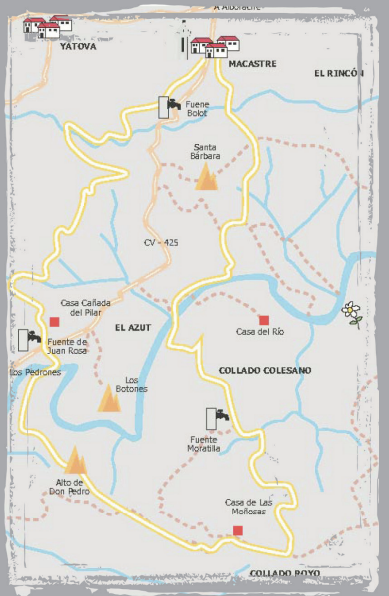 A Alborache
YÁTOVA
MACASTRE
EL RINCÓN
Fuene
Bolot
Santa
Bárbara
CV - 425
Casa Cañada
del Pilar
EL AZUT
Casa del Río
Fuente de
Juan Rosa
Los Pedrones
COLLADO COLESANO
Los
Botones
Fuente
Moratilla
Alto de
Don Pedro
Casa de Las
Moñosas
COLLADO ROYO